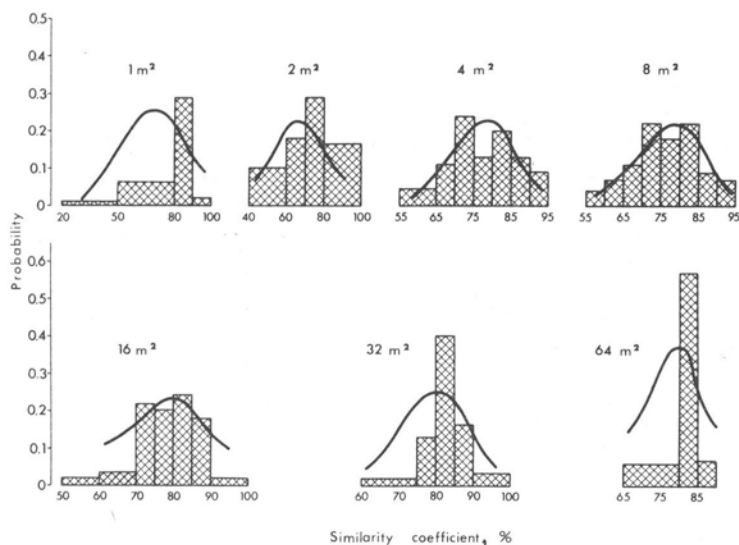 0.5
0.4
0.3
0.2
0.1
0
1 m²
2 m²
4 m²
8 m²
20 50 80 100
40 60 80 100
55 65 75 85 95
55 65 75 85 95
Probability
0.6
0.5
0.4
0.3
0.2
0.1
0
16 m²
32 m²
64 m²
50 60 70 80 90 100
60 70 80 90 100
65 75 85
Similarity coefficient, %